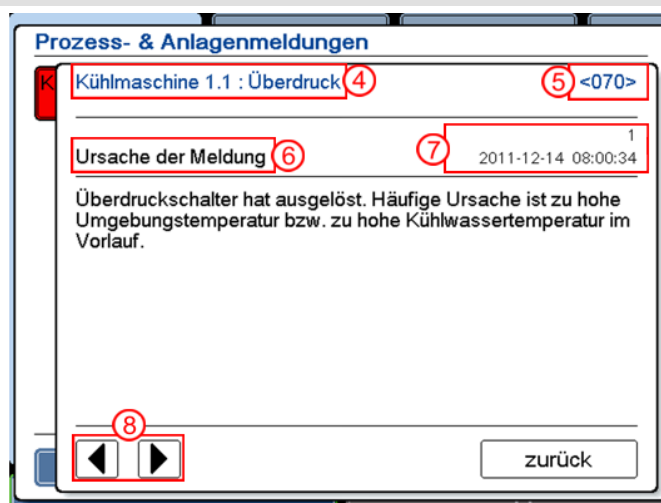 Prozess- & Anlagenmeldungen
K
Kühlmaschine 1.1 : Überdruck 4 5 <070>
1
Ursache der Meldung 6 7 2011-12-14 08:00:34
Überdruckschalter hat ausgelöst. Häufige Ursache ist zu hohe
Umgebungstemperatur bzw. zu hohe Kühlwassertemperatur im
Vorlauf.
8
zurück